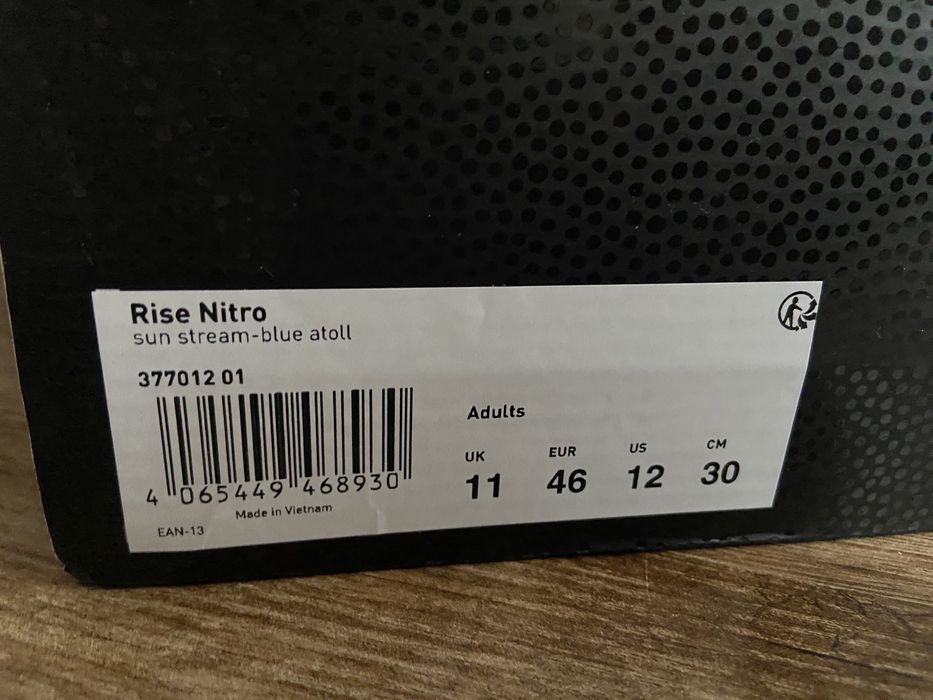 Rise Nitro
sun stream-blue atoll
377012 01
4 065449 468930
Made in Vietnam
EAN-13
Adults
UK EUR US CM
11 46 12 30